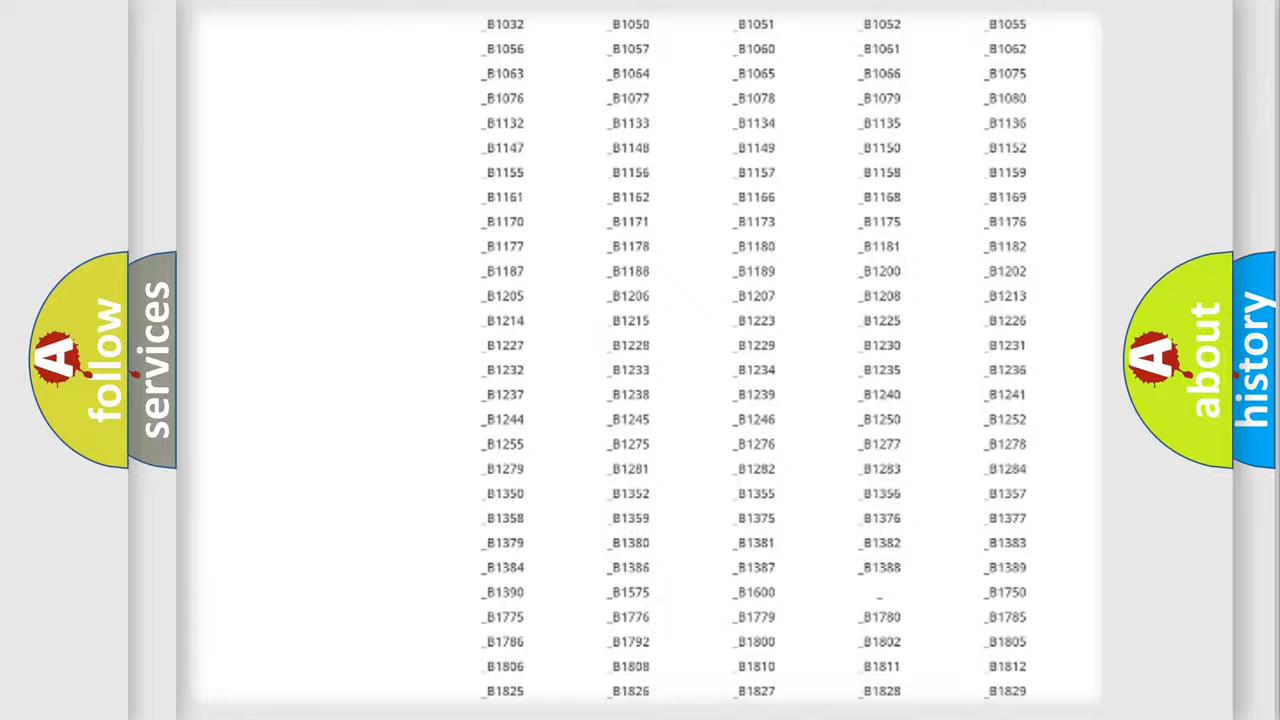 _B1032 _B1050 _B1051 _B1052 _B1055
_B1056 _B1057 _B1060 _B1061 _B1062
_B1063 _B1064 _B1065 _B1066 _B1075
_B1076 _B1077 _B1078 _B1079 _B1080
_B1132 _B1133 _B1134 _B1135 _B1136
_B1147 _B1148 _B1149 _B1150 _B1152
_B1155 _B1156 _B1157 _B1158 _B1159
_B1161 _B1162 _B1166 _B1168 _B1169
_B1170 _B1171 _B1173 _B1175 _B1176
_B1177 _B1178 _B1180 _B1181 _B1182
_B1187 _B1188 _B1189 _B1200 _B1202
_B1205 _B1206 _B1207 _B1208 _B1213
_B1214 _B1215 _B1223 _B1225 _B1226
_B1227 _B1228 _B1229 _B1230 _B1231
_B1232 _B1233 _B1234 _B1235 _B1236
_B1237 _B1238 _B1239 _B1240 _B1241
_B1244 _B1245 _B1246 _B1250 _B1252
_B1255 _B1275 _B1276 _B1277 _B1278
_B1279 _B1281 _B1282 _B1283 _B1284
_B1350 _B1352 _B1355 _B1356 _B1357
_B1358 _B1359 _B1375 _B1376 _B1377
_B1379 _B1380 _B1381 _B1382 _B1383
_B1384 _B1386 _B1387 _B1388 _B1389
_B1390 _B1575 _B1600 _ _B1750
_B1775 _B1776 _B1779 _B1780 _B1785
_B1786 _B1792 _B1800 _B1802 _B1805
_B1806 _B1808 _B1810 _B1811 _B1812
_B1825 _B1826 _B1827 _B1828 _B1829
A follow
services
A about
history